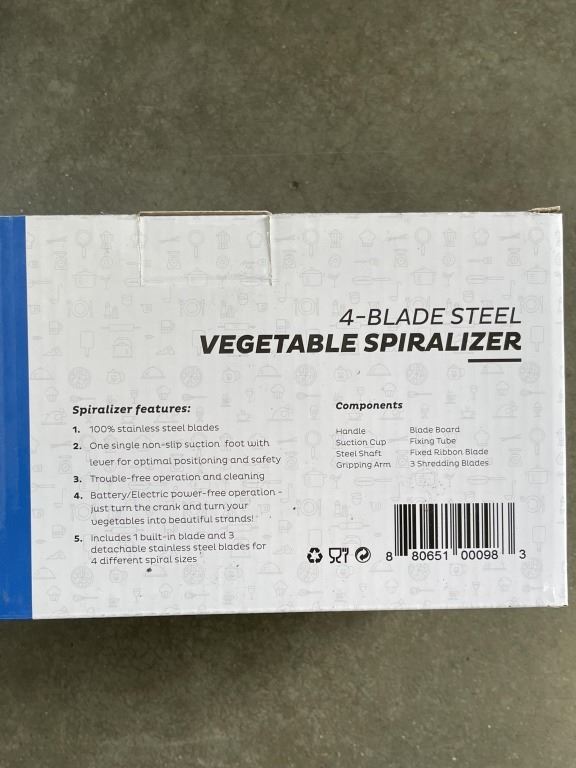 4-BLADE STEEL
VEGETABLE SPIRALIZER
Spiralizer features:
1. 100% stainless steel blades
2. One single non-slip suction foot with
lever for optimal positioning and safety
3. Trouble-free operation and cleaning
4. Battery/Electric power-free operation -
just turn the crank and turn your
vegetables into beautiful strands!
5. Includes 1 built-in blade and 3
detachable stainless steel blades for
4 different spiral sizes
Components
Handle
Suction Cup
Steel Shaft
Gripping Arm
Blade Board
Fixing Tube
Fixed Ribbon Blade
3 Shredding Blades
8 80651 00098 3